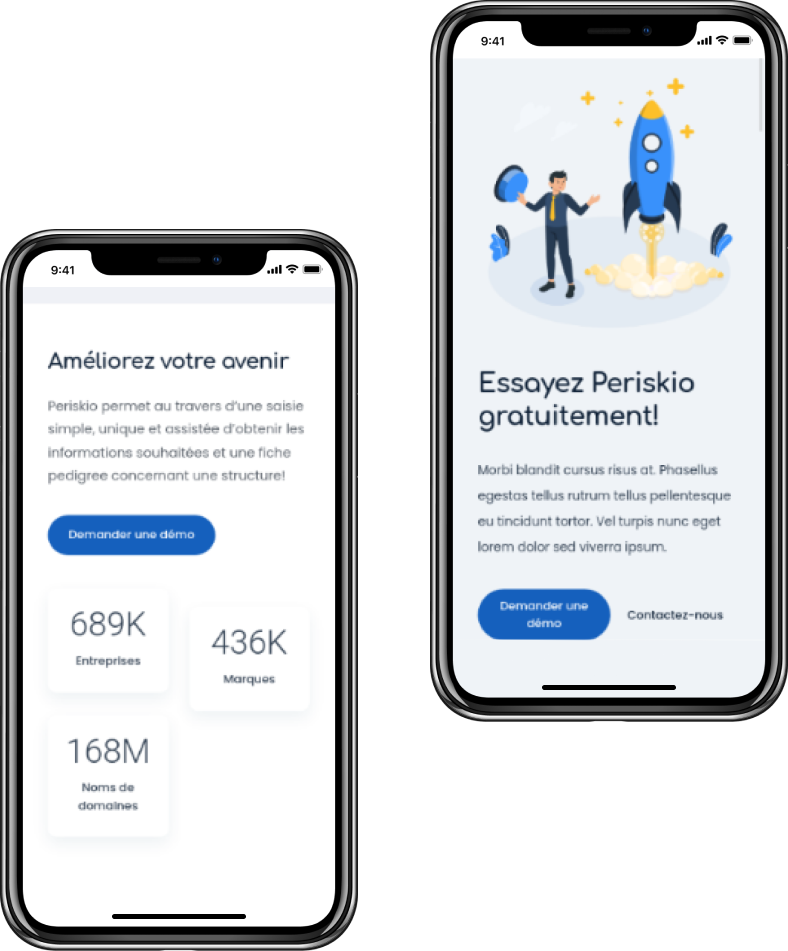 9:41
Améliorez votre avenir
Periskio permet au travers d'une saisie
simple, unique et assistée d'obtenir les
informations souhaitées et une fiche
pedigree concernant une structure!
Demander une démo
689K
Entreprises
436K
Marques
168M
Noms de
domaines
9:41
Essayez Periskio
gratuitement!
Morbi blandit cursus risus at. Phasellus
egestas tellus rutrum tellus pellentesque
eu tincidunt tortor. Vel turpis nunc eget
lorem dolor sed viverra ipsum.
Demander une
démo
Contactez-nous